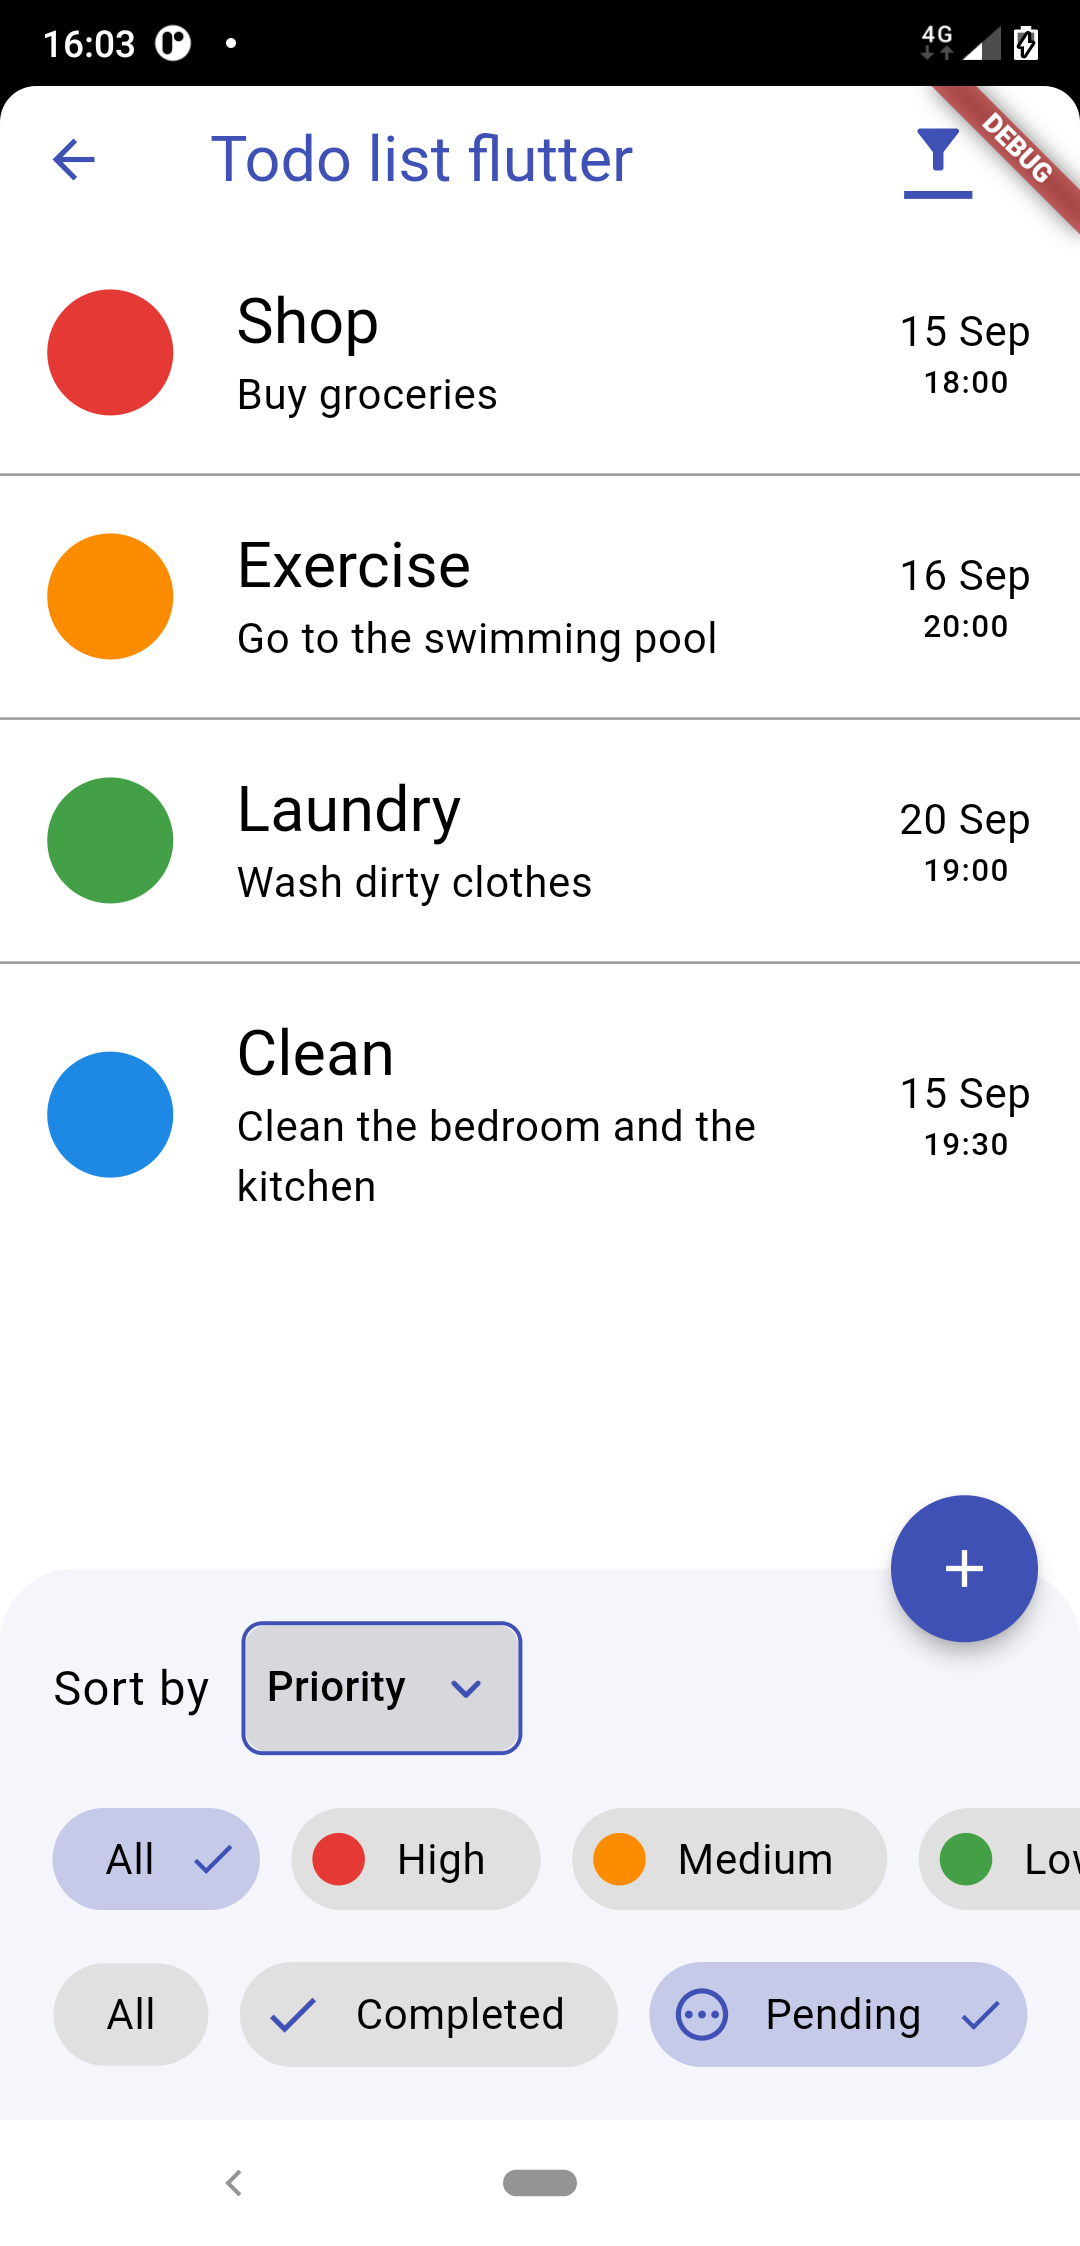 16:03
4G
DEBUG
Todo list flutter
Shop
Buy groceries
15 Sep
18:00
Exercise
Go to the swimming pool
16 Sep
20:00
Laundry
Wash dirty clothes
20 Sep
19:00
Clean
Clean the bedroom and the
kitchen
15 Sep
19:30
Sort by Priority
All High Medium
All Completed Pending